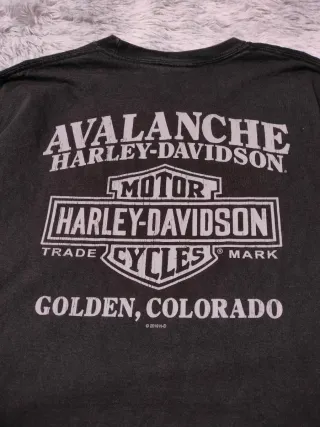 AVALANCHE
HARLEY-DAVIDSON®
MOTOR
HARLEY-DAVIDSON
TRADE ® MARK
CYCLES
GOLDEN, COLORADO